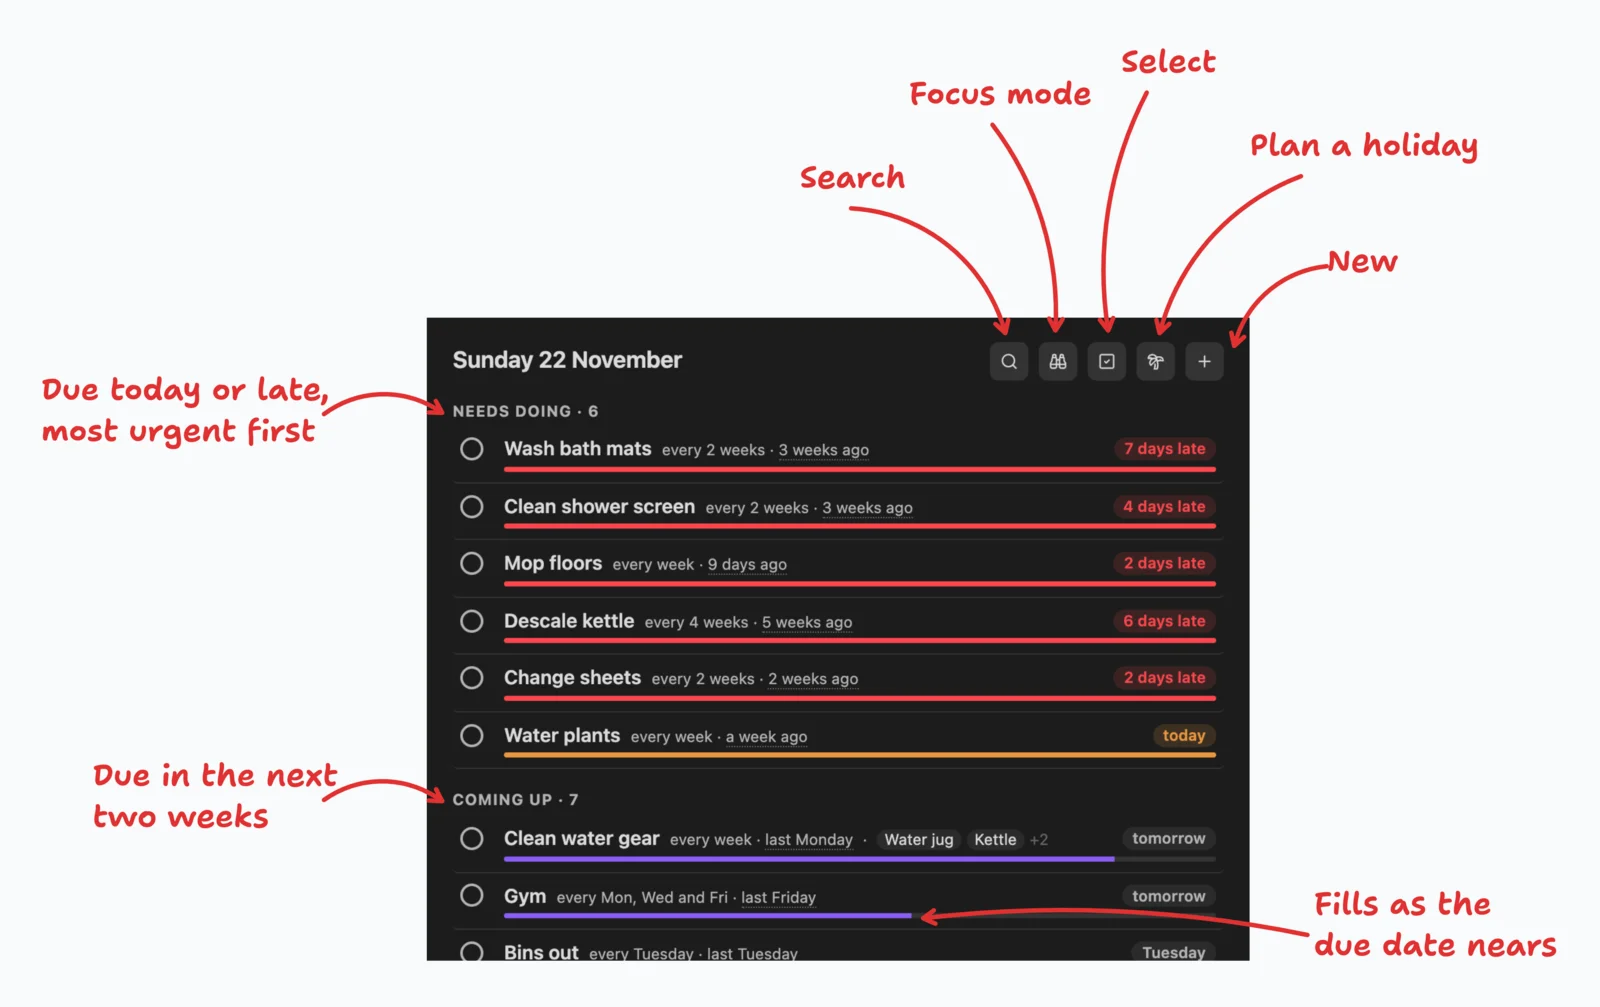 Select
Focus mode
Plan a holiday
Search
New
Sunday 22 November
Due today or late,
most urgent first
NEEDS DOING · 6
Wash bath mats every 2 weeks · 3 weeks ago 7 days late
Clean shower screen every 2 weeks · 3 weeks ago 4 days late
Mop floors every week · 9 days ago 2 days late
Descale kettle every 4 weeks · 5 weeks ago 6 days late
Change sheets every 2 weeks · 2 weeks ago 2 days late
Water plants every week · a week ago today
Due in the next
two weeks
COMING UP · 7
Clean water gear every week · last Monday · Water jug Kettle +2 tomorrow
Gym every Mon, Wed and Fri · last Friday tomorrow
Fills as the
due date nears
Bins out every Tuesday · last Tuesday Tuesday